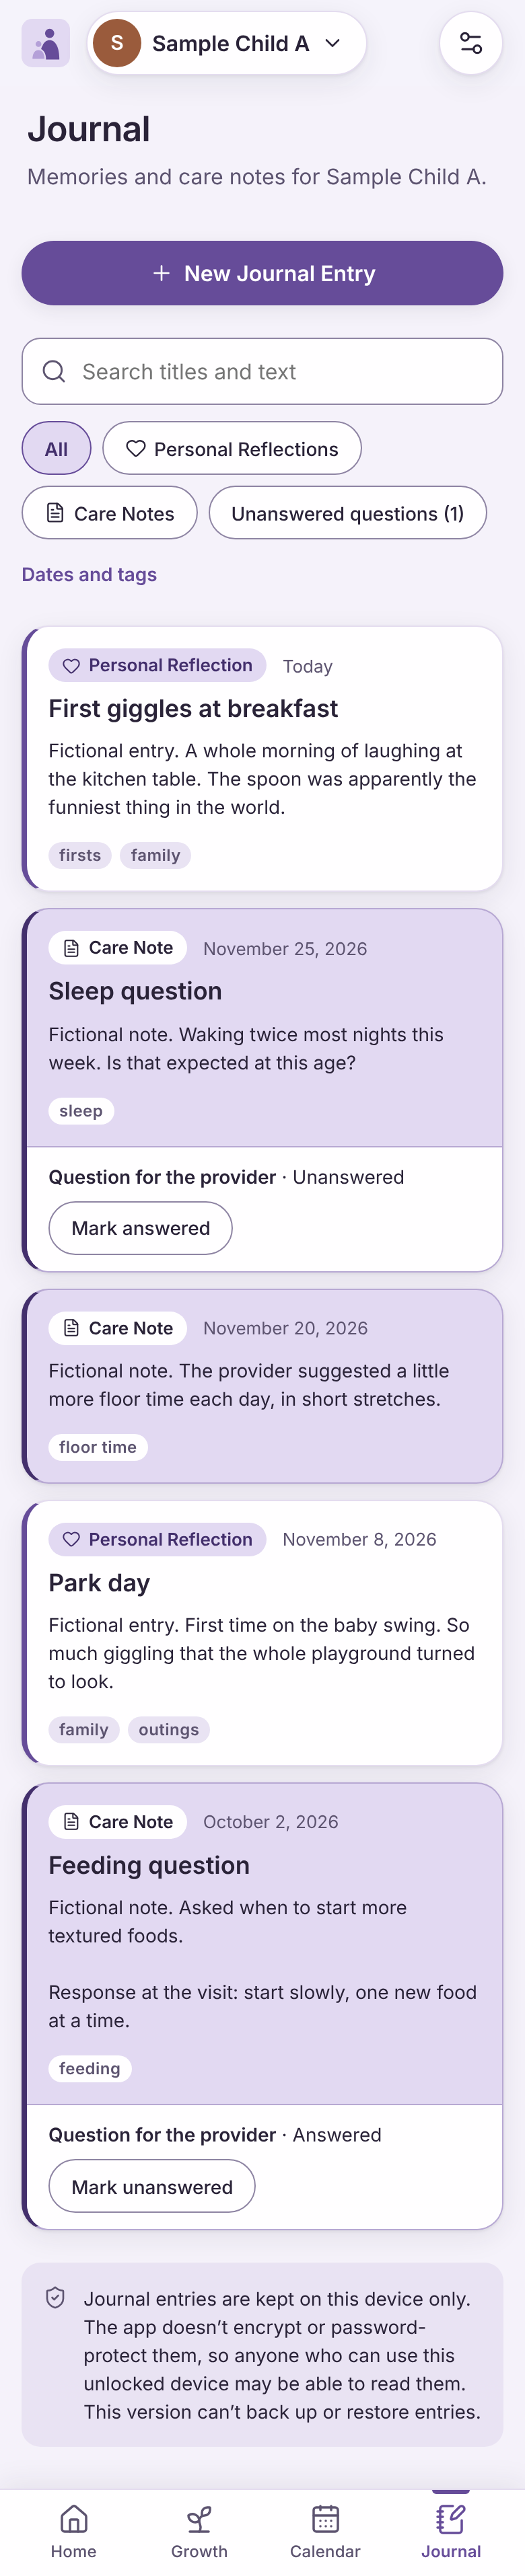 S
Sample Child A
Journal
Memories and care notes for Sample Child A.
New Journal Entry
Search titles and text
All
Personal Reflections
Care Notes
Unanswered questions (1)
Dates and tags
Personal Reflection
Today
First giggles at breakfast
Fictional entry. A whole morning of laughing at
the kitchen table. The spoon was apparently the
funniest thing in the world.
firsts
family
Care Note
November 25, 2026
Sleep question
Fictional note. Waking twice most nights this
week. Is that expected at this age?
sleep
Question for the provider · Unanswered
Mark answered
Care Note
November 20, 2026
Fictional note. The provider suggested a little
more floor time each day, in short stretches.
floor time
Personal Reflection
November 8, 2026
Park day
Fictional entry. First time on the baby swing. So
much giggling that the whole playground turned
to look.
family
outings
Care Note
October 2, 2026
Feeding question
Fictional note. Asked when to start more
textured foods.
Response at the visit: start slowly, one new food
at a time.
feeding
Question for the provider · Answered
Mark unanswered
Journal entries are kept on this device only.
The app doesn’t encrypt or password-
protect them, so anyone who can use this
unlocked device may be able to read them.
This version can’t back up or restore entries.
Home
Growth
Calendar
Journal